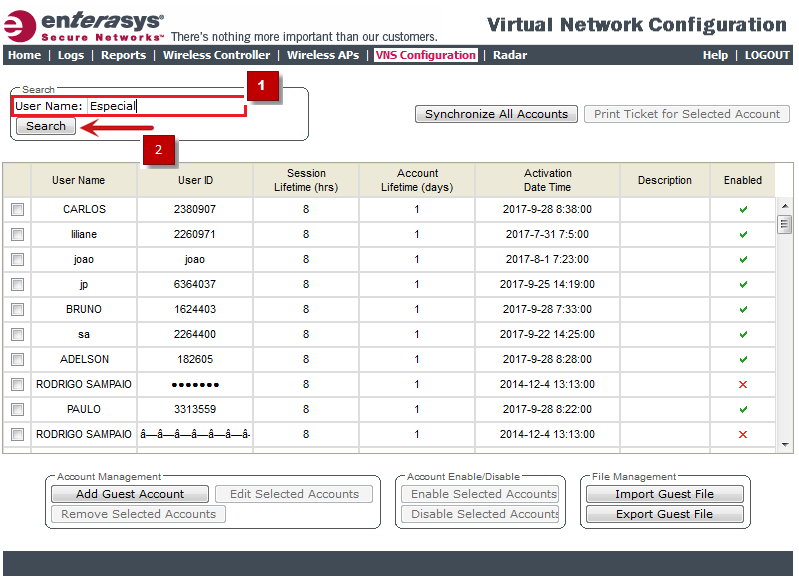 enterasys® Virtual Network Configuration
Secure Networks™ There's nothing more important than our customers.
Home | Logs | Reports | Wireless Controller | Wireless APs | VNS Configuration | Radar Help | LOGOUT
Search
1
User Name: Especial
Search
2
Synchronize All Accounts Print Ticket for Selected Account
User Name User ID Session Lifetime (hrs) Account Lifetime (days) Activation Date Time Description Enabled
CARLOS 2380907 8 1 2017-9-28 8:38:00
liliane 2260971 8 1 2017-7-31 7:5:00
joao joao 8 1 2017-8-1 7:23:00
jp 6364037 8 1 2017-9-25 14:19:00
BRUNO 1624403 8 1 2017-9-28 7:33:00
sa 2264400 8 1 2017-9-22 14:25:00
ADELSON 182605 8 1 2017-9-28 8:28:00
RODRIGO SAMPAIO ●●●●●●● 8 1 2014-12-4 13:13:00
PAULO 3313559 8 1 2017-9-28 8:22:00
RODRIGO SAMPAIO â—â—â—â—â—â—â- 8 1 2014-12-4 13:13:00
Account Management
Add Guest Account Edit Selected Accounts
Remove Selected Accounts
Account Enable/Disable
Enable Selected Accounts
Disable Selected Accounts
File Management
Import Guest File
Export Guest File